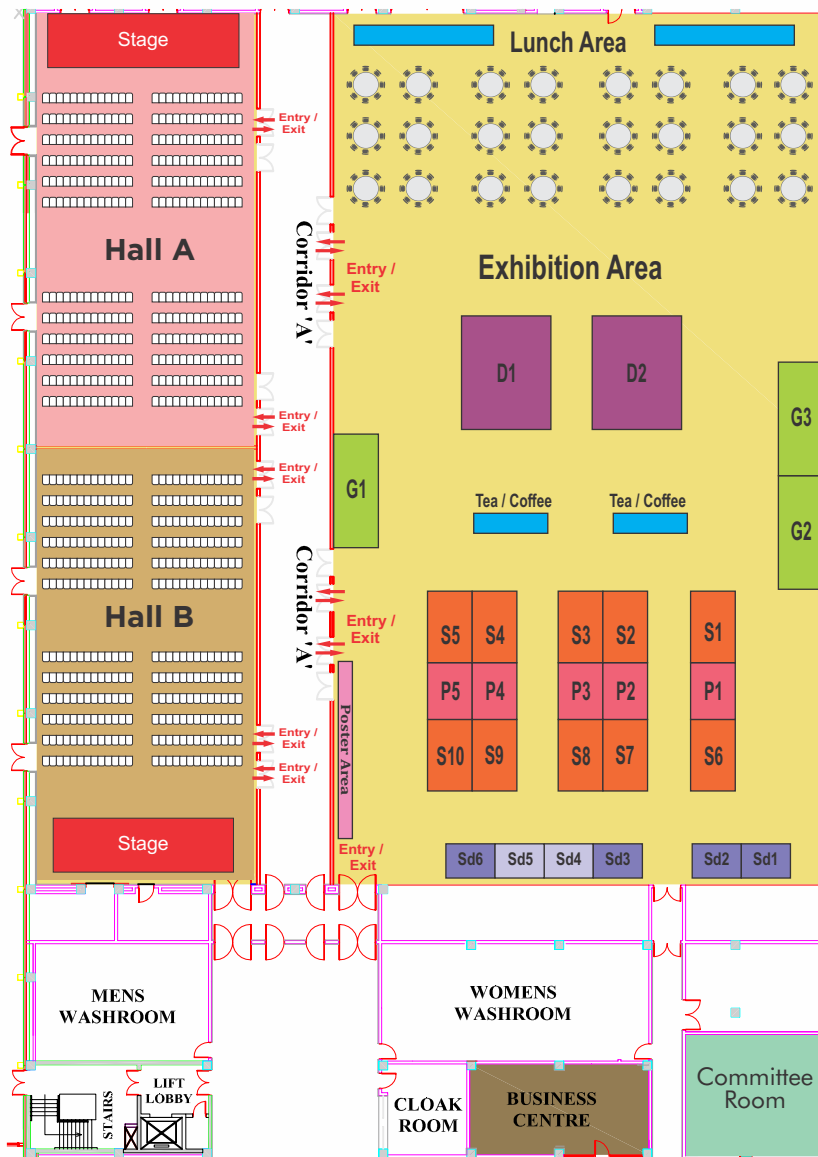 Stage
Lunch Area
Entry /
Exit
Hall A
Corridor 'A'
Entry /
Exit
Exhibition Area
D1
D2
G3
Entry /
Exit
Entry /
Exit
G1
Tea / Coffee
Tea / Coffee
G2
Corridor 'A'
Hall B
Entry /
Exit
S5
S4
S3
S2
S1
P5
P4
P3
P2
P1
Poster Area
S10
S9
S8
S7
S6
Entry /
Exit
Entry /
Exit
Stage
Entry /
Exit
Sd6
Sd5
Sd4
Sd3
Sd2
Sd1
MENS
WASHROOM
WOMENS
WASHROOM
STAIRS
LIFT
LOBBY
CLOAK
ROOM
BUSINESS
CENTRE
Committee
Room